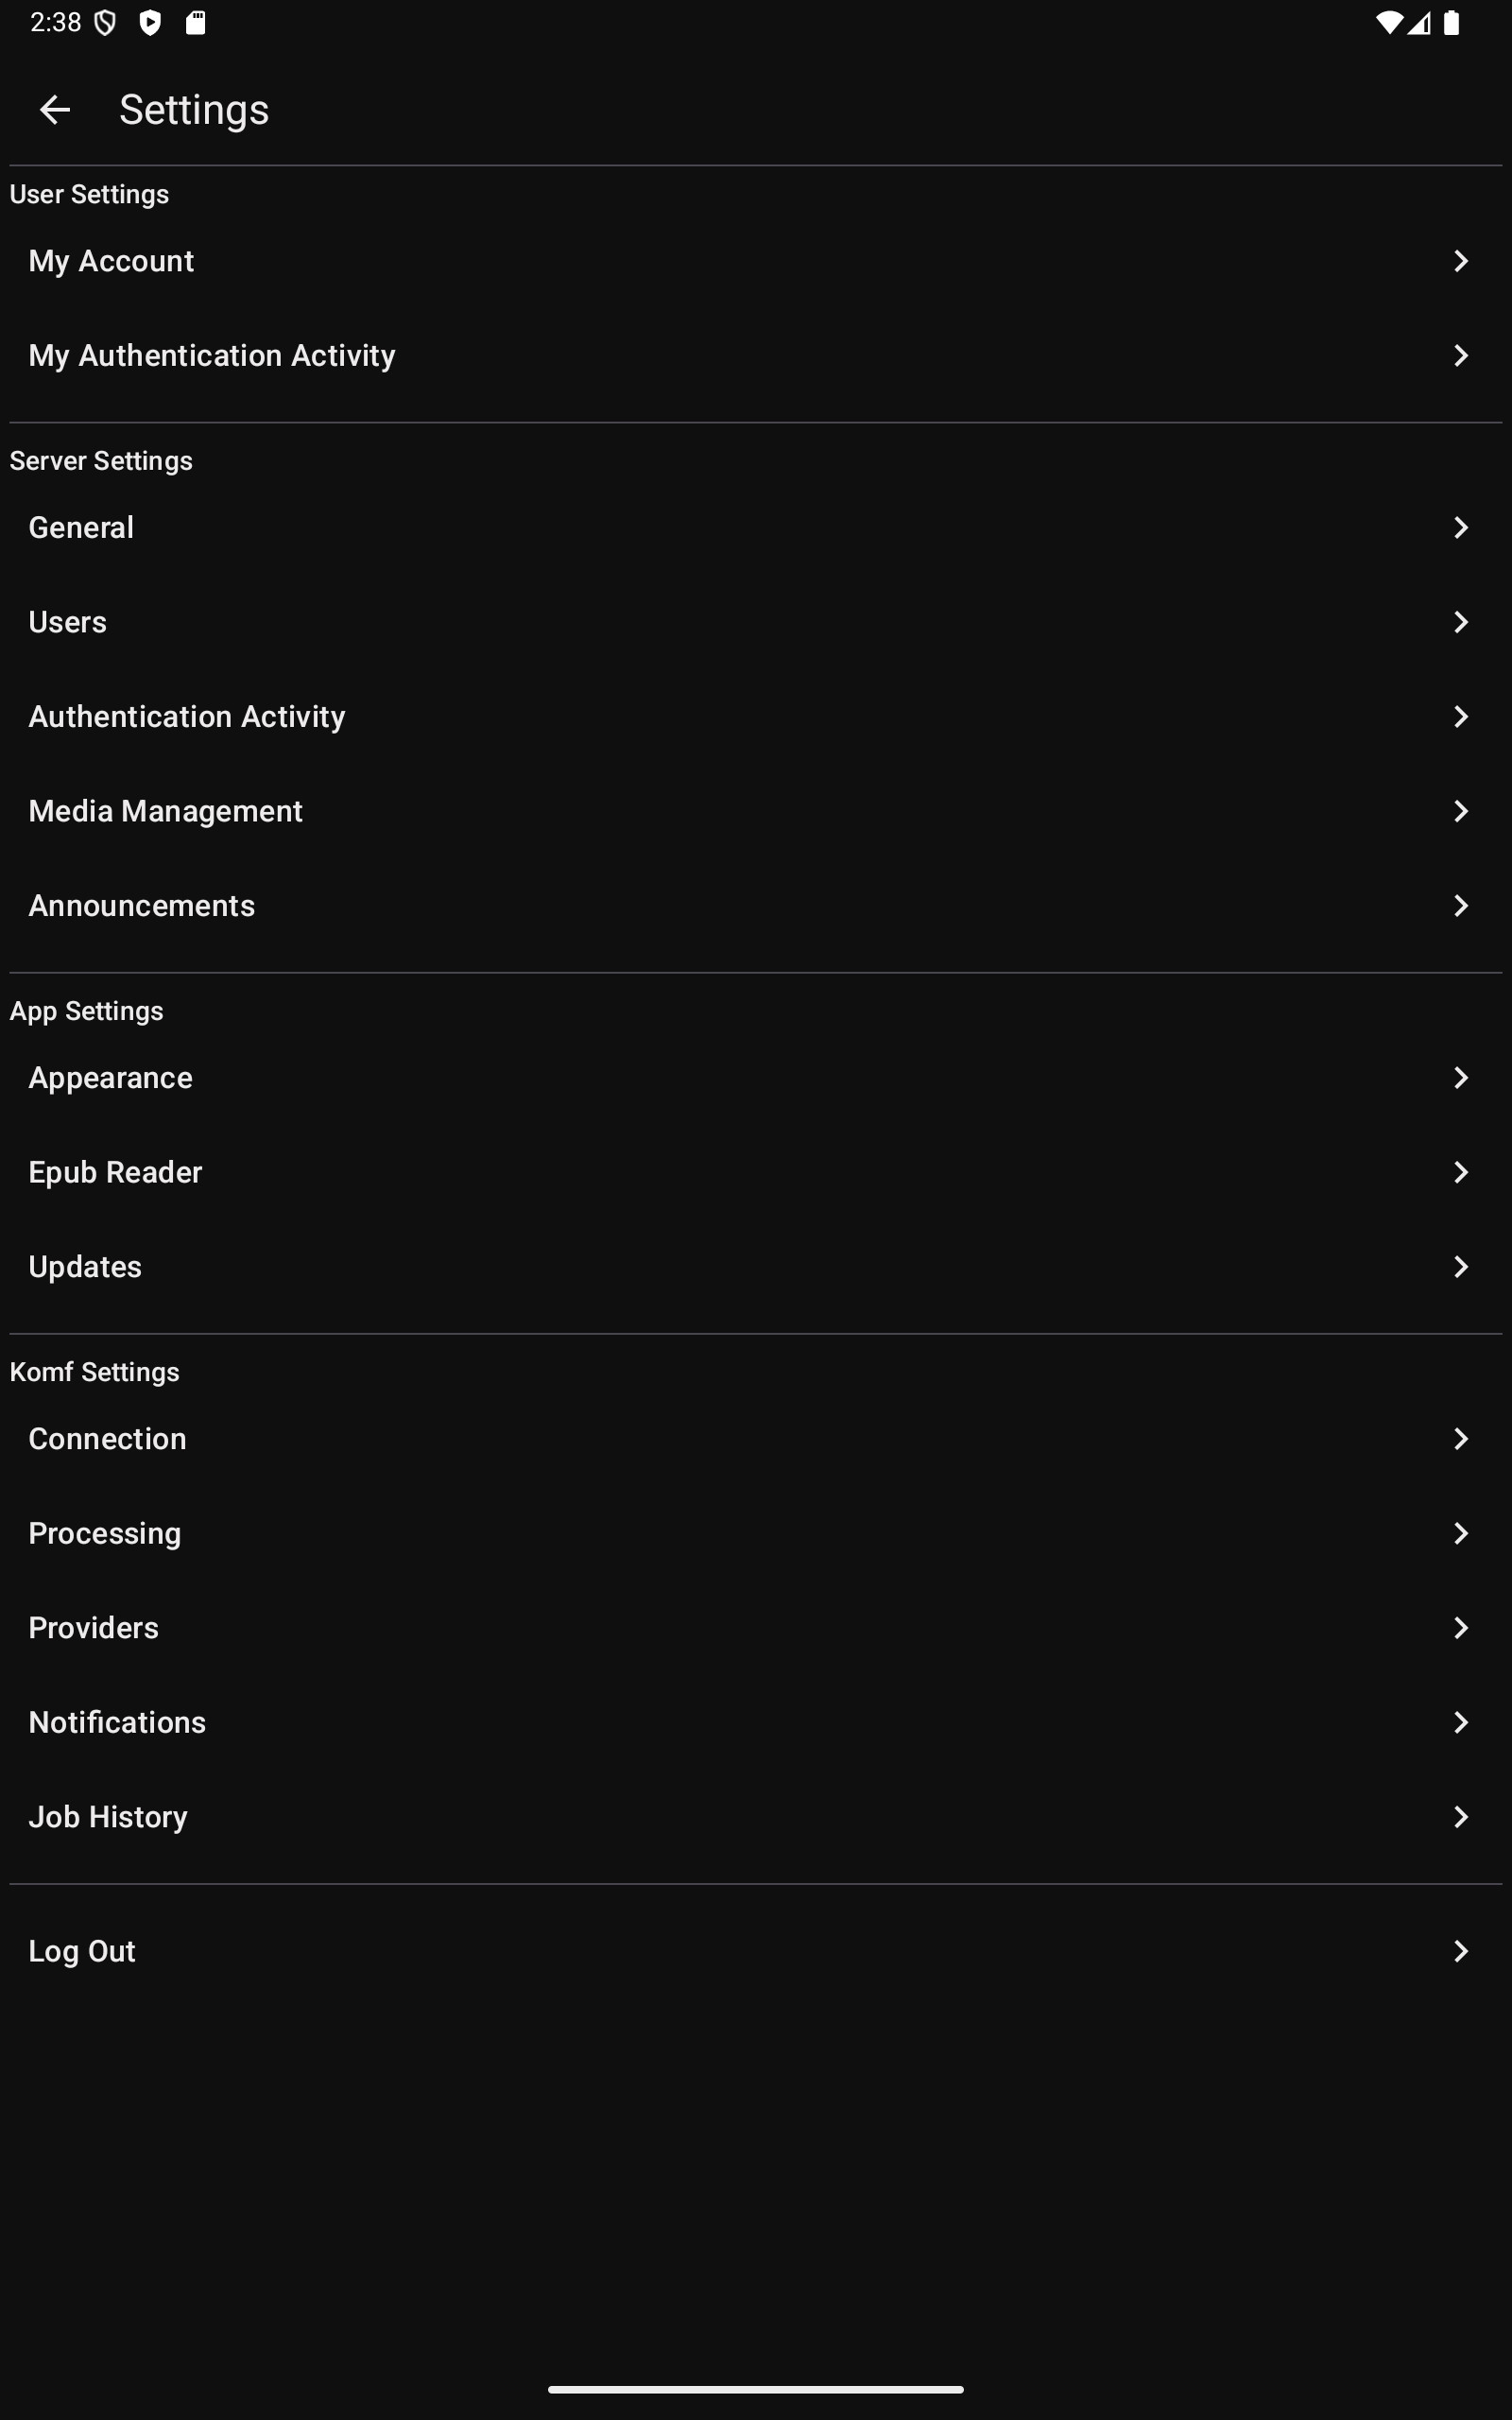 2:38
Settings
User Settings
My Account
My Authentication Activity
Server Settings
General
Users
Authentication Activity
Media Management
Announcements
App Settings
Appearance
Epub Reader
Updates
Komf Settings
Connection
Processing
Providers
Notifications
Job History
Log Out